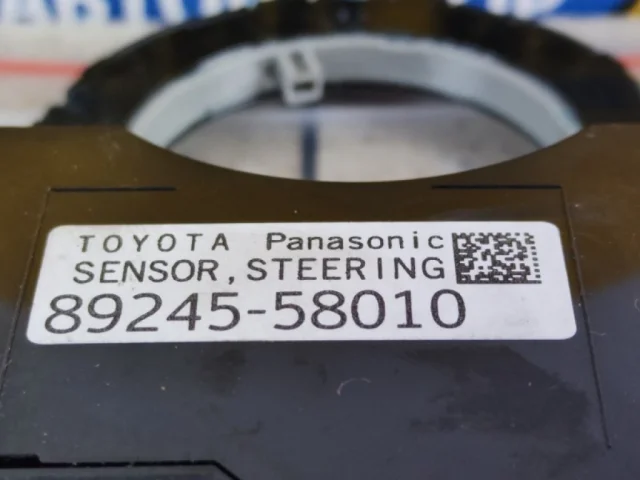 TOYOTA Panasonic
SENSOR, STEERING
89245-58010